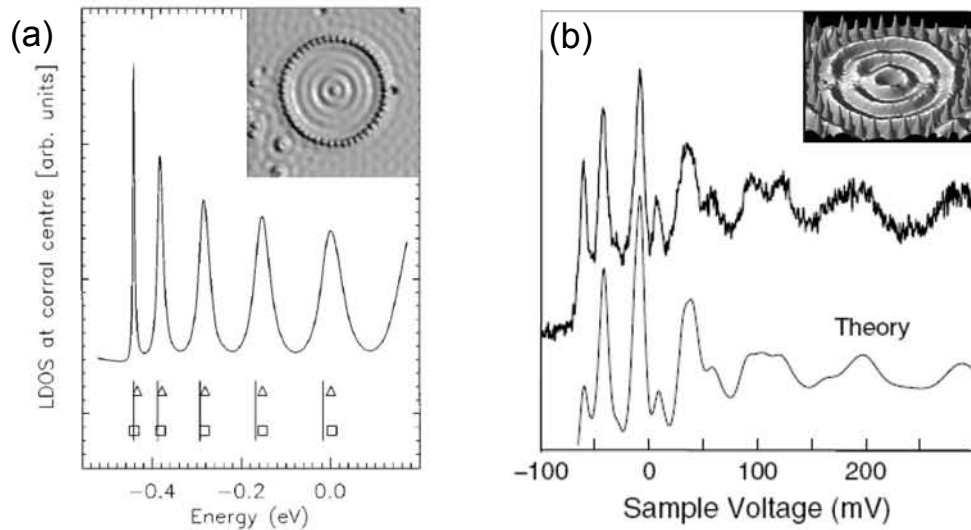 (a)
LDOS at corral centre [arb. units]
−0.4
−0.2
0.0
Energy (eV)
(b)
Theory
−100
0
100
200
Sample Voltage (mV)